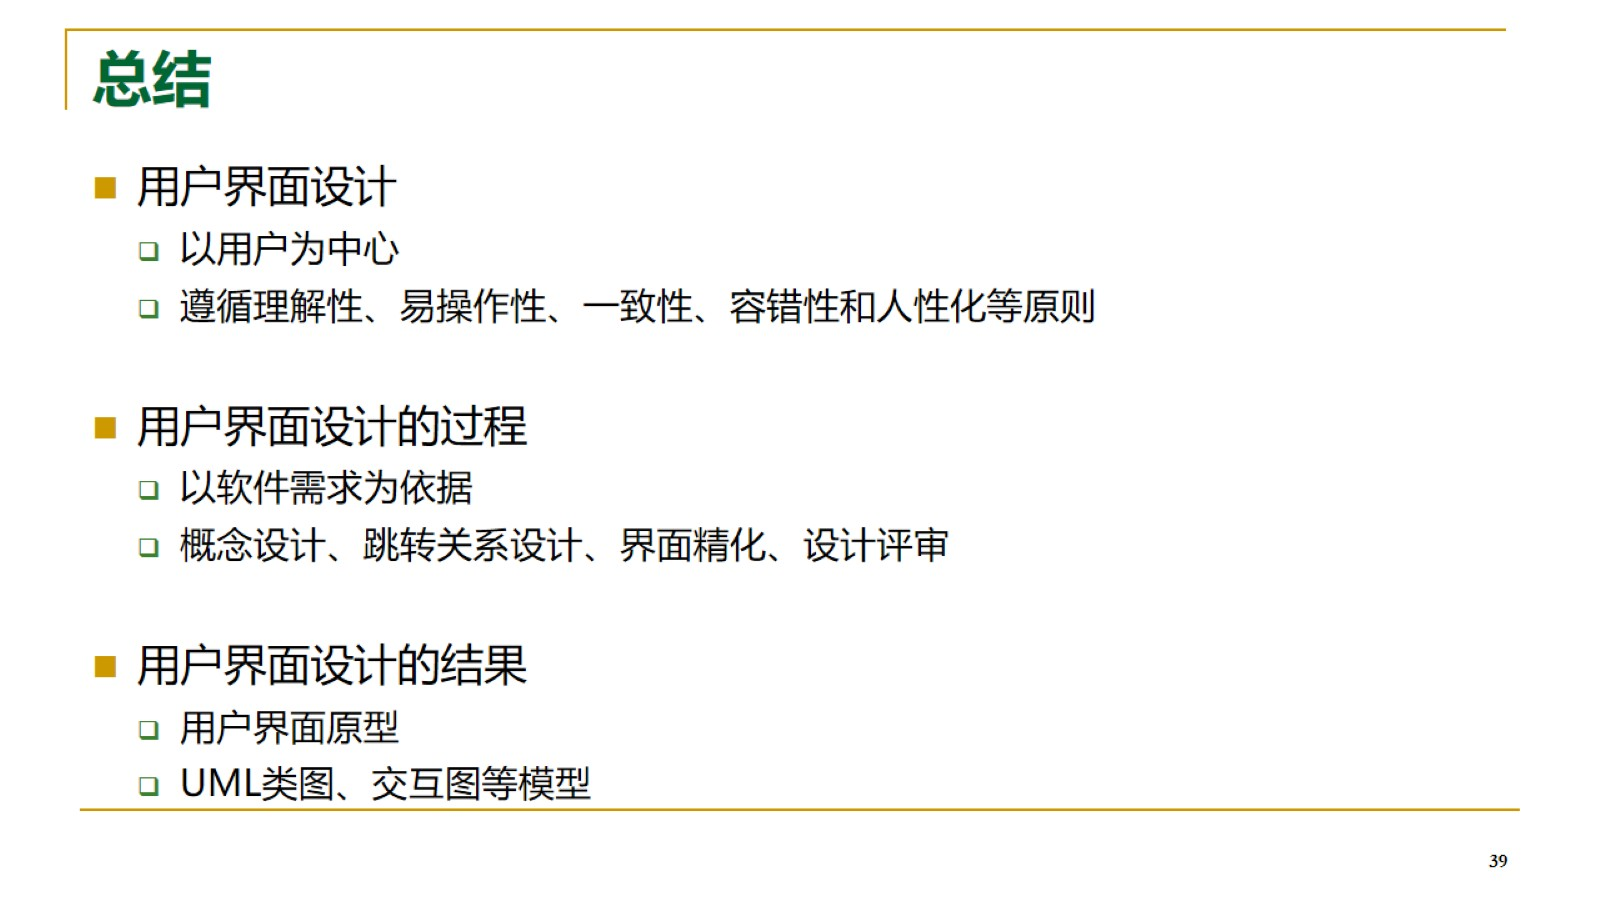 总结
用户界面设计
以用户为中心
遵循理解性、易操作性、一致性、容错性和人性化等原则
用户界面设计的过程
以软件需求为依据
概念设计、跳转关系设计、界面精化、设计评审
用户界面设计的结果
用户界面原型
UML类图、交互图等模型
39